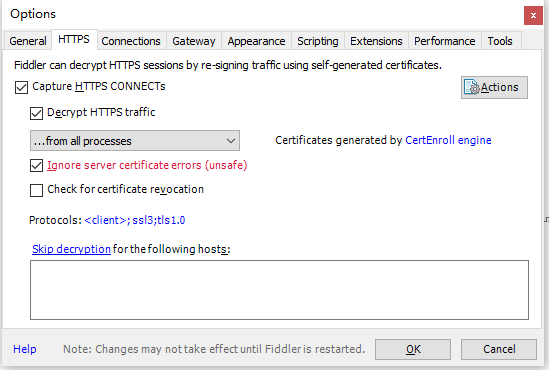 Options
General HTTPS Connections Gateway Appearance Scripting Extensions Performance Tools
Fiddler can decrypt HTTPS sessions by re-signing traffic using self-generated certificates.
Capture HTTPS CONNECTs
Actions
Decrypt HTTPS traffic
...from all processes
Certificates generated by CertEnroll engine
Ignore server certificate errors (unsafe)
Check for certificate revocation
Protocols: <client>; ssl3;tls1.0
Skip decryption for the following hosts:
Help Note: Changes may not take effect until Fiddler is restarted. OK Cancel